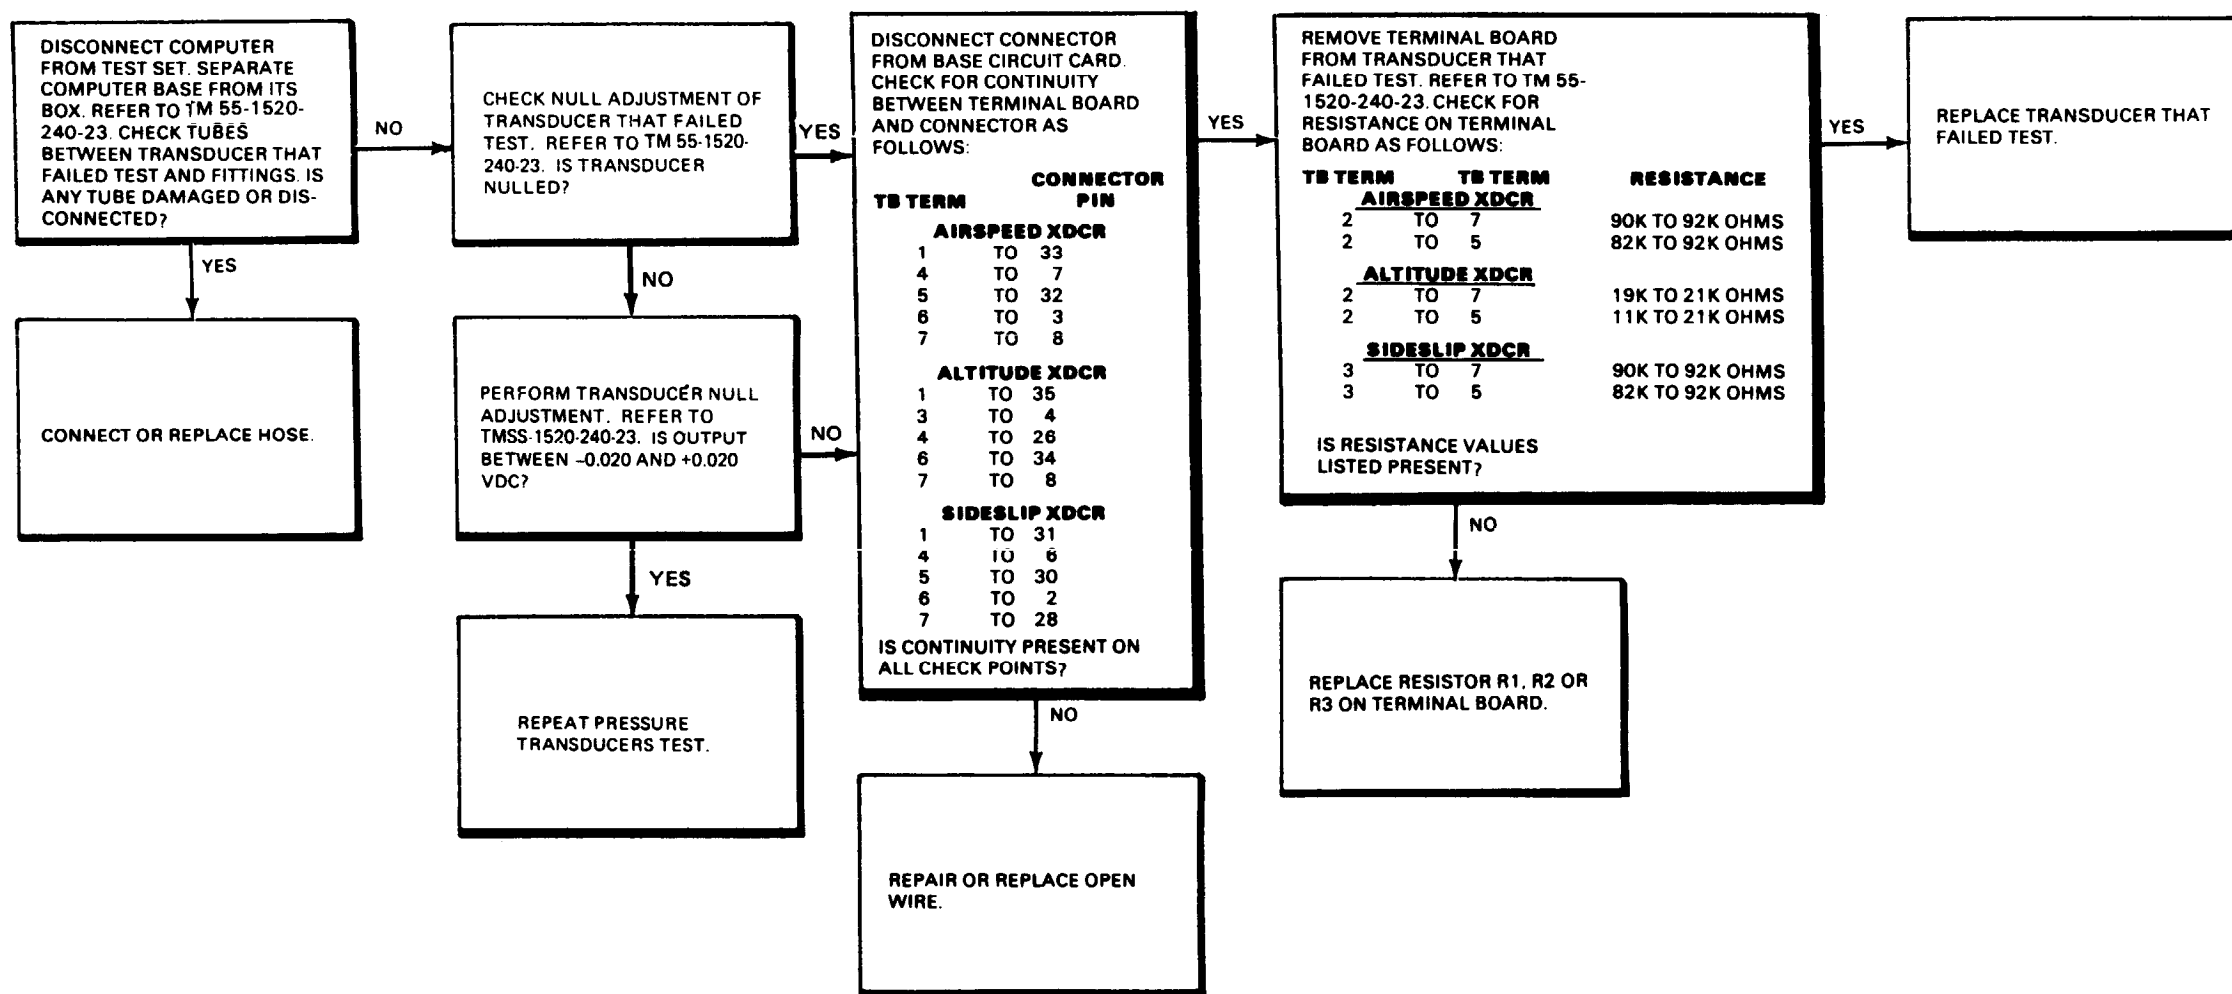 DISCONNECT COMPUTER
FROM TEST SET. SEPARATE
COMPUTER BASE FROM ITS
BOX. REFER TO TM 55-1520-
240-23. CHECK TUBES
BETWEEN TRANSDUCER THAT
FAILED TEST AND FITTINGS. IS
ANY TUBE DAMAGED OR DIS-
CONNECTED?
NO
YES
CONNECT OR REPLACE HOSE.
CHECK NULL ADJUSTMENT OF
TRANSDUCER THAT FAILED
TEST. REFER TO TM 55-1520-
240-23. IS TRANSDUCER
NULLED?
YES
NO
PERFORM TRANSDUCER NULL
ADJUSTMENT. REFER TO
TMSS-1520-240-23. IS OUTPUT
BETWEEN -0.020 AND +0.020
VDC?
NO
YES
REPEAT PRESSURE
TRANSDUCERS TEST.
DISCONNECT CONNECTOR
FROM BASE CIRCUIT CARD.
CHECK FOR CONTINUITY
BETWEEN TERMINAL BOARD
AND CONNECTOR AS
FOLLOWS:
CONNECTOR
TB TERM PIN
AIRSPEED XDCR
1 TO 33
4 TO 7
5 TO 32
6 TO 3
7 TO 8
ALTITUDE XDCR
1 TO 35
3 TO 4
4 TO 26
6 TO 34
7 TO 8
SIDESLIP XDCR
1 TO 31
4 TO 6
5 TO 30
6 TO 2
7 TO 28
IS CONTINUITY PRESENT ON
ALL CHECK POINTS?
YES
NO
REPAIR OR REPLACE OPEN
WIRE.
REMOVE TERMINAL BOARD
FROM TRANSDUCER THAT
FAILED TEST. REFER TO TM 55-
1520-240-23. CHECK FOR
RESISTANCE ON TERMINAL
BOARD AS FOLLOWS:
TB TERM TB TERM RESISTANCE
AIRSPEED XDCR
2 TO 7 90K TO 92K OHMS
2 TO 5 82K TO 92K OHMS
ALTITUDE XDCR
2 TO 7 19K TO 21K OHMS
2 TO 5 11K TO 21K OHMS
SIDESLIP XDCR
3 TO 7 90K TO 92K OHMS
3 TO 5 82K TO 92K OHMS
IS RESISTANCE VALUES
LISTED PRESENT?
YES
NO
REPLACE RESISTOR R1, R2 OR
R3 ON TERMINAL BOARD.
REPLACE TRANSDUCER THAT
FAILED TEST.